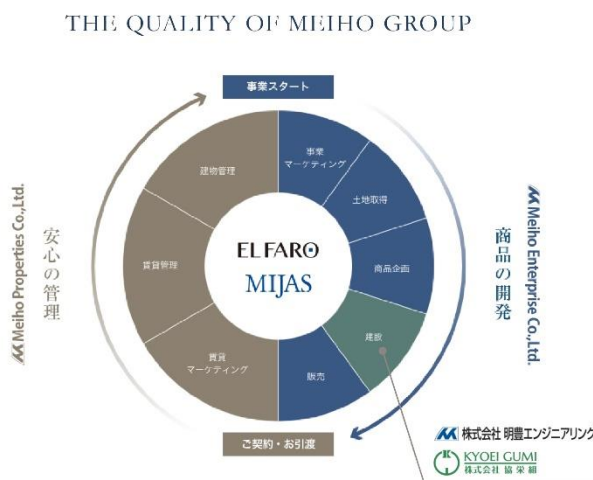 THE QUALITY OF MEIHO GROUP
事業スタート
事業
マーケティング
土地取得
商品企画
建設
販売
賃貸
マーケティング
賃貸管理
建物管理
EL FARO
MIJAS
Meiho Properties Co.,Ltd.
安心の管理
商品の開発
Meiho Enterprise Co.,Ltd.
ご契約・お引渡
株式会社 明豊エンジニアリング
KYOEI GUMI
株式会社 協栄組